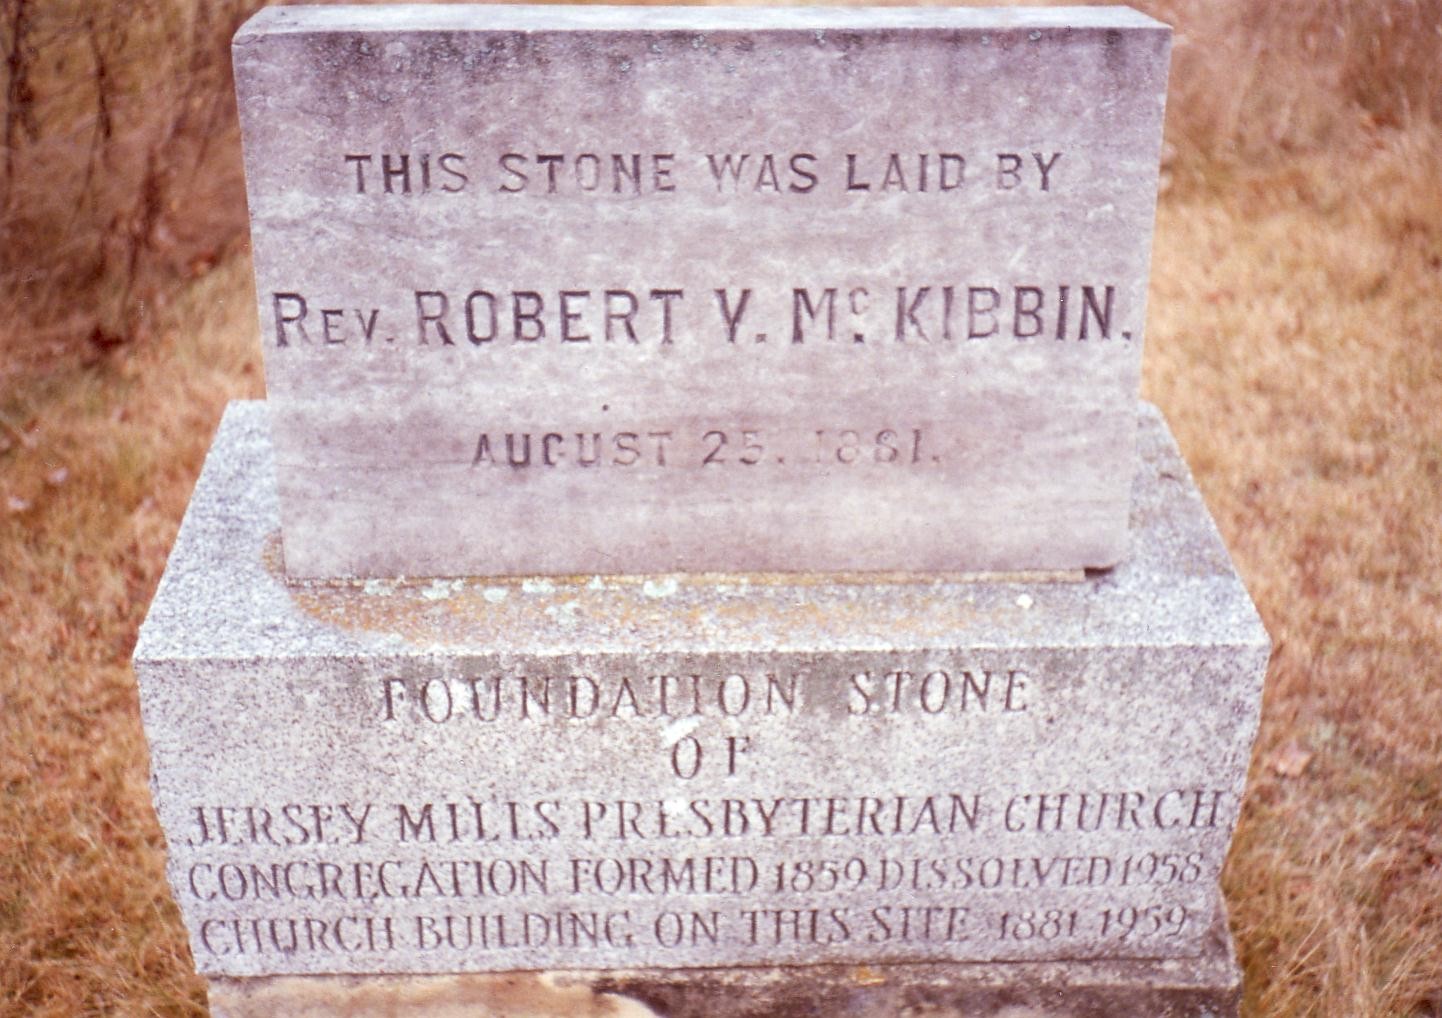 THIS STONE WAS LAID BY
REV. ROBERT V. Mc. KIBBIN.
AUGUST 25. 1881.
FOUNDATION STONE
OF
JERSEY MILLS PRESBYTERIAN CHURCH
CONGREGATION FORMED 1859 DISSOLVED 1958
CHURCH BUILDING ON THIS SITE 1881 1959